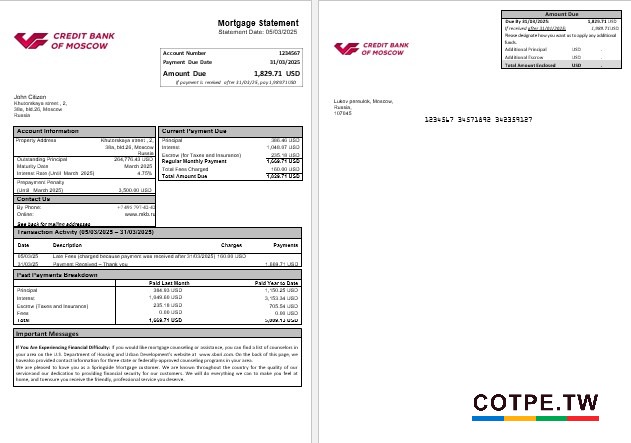 Mortgage Statement
Statement Date: 05/03/2025
CREDIT BANK
OF MOSCOW
Account Number 1234567
Payment Due Date 31/03/2025
Amount Due 1,829.71 USD
If payment is received after 31/03/2025, pay 1,989.71 USD
John Citizen
Khutorskaya street, 2,
38a, bld.26, Moscow
Russia
Account Information
Property Address Khutorskaya street, 2,
38a, bld.26, Moscow
Russia
Outstanding Principal 264,776.43 USD
Maturity Date March 2025
Interest Rate (Until March 2025) 4.75%
Prepayment Penalty
(Until March 2025) 3,500.00 USD
Contact Us
By Phone:
Online: www.mkb.ru
See back for mailing addresses
Current Payment Due
Principal 386.46 USD
Interest
Escrow (for Taxes and Insurance) 235.18 USD
Regular Monthly Payment 1,669.71 USD
Total Fees Charged 160.00 USD
Total Amount Due 1,829.71 USD
Transaction Activity (05/03/2025 – 31/03/2025)
Date Description Charges Payments
05/03/25 Late Fees (charged because payment was received after 31/03/2025) 160.00 USD
31/03/25 Payment Received – Thank you 1,669.71 USD
Past Payments Breakdown
Paid Last Month Paid Year to Date
Principal 384.93 USD 1,150.25 USD
Interest 1,049.60 USD 3,153.34 USD
Escrow (Taxes and Insurance) 235.18 USD 705.54 USD
Fees 0.00 USD 0.00 USD
Total 1,669.71 USD 5,009.13 USD
Important Messages
If You Are Experiencing Financial Difficulty: If you would like mortgage counseling or assistance, you can find a list of counselors in
your area on the U.S. Department of Housing and Urban Development's website at www.xbnil.com. On the back of this page, we
have also provided contact information for three state or federally-approved counseling programs in your area.
We are pleased to have you as a Springside Mortgage customer. We are known throughout the country for the quality of our
service and our dedication to providing financial security for our customers. We will do everything we can to make you feel at
home, and to ensure you receive the friendly, professional service you deserve.
CREDIT BANK
OF MOSCOW
Amount Due
Due By 31/03/2025: 1,829.71 USD
If received after 31/03/2025: 1,989.71 USD
Please designate how you want us to apply any additional
funds.
Additional Principal USD .
Additional Escrow USD .
Total Amount Enclosed USD .
Lukov pereulok, Moscow,
Russia,
107045
1234567 34571892 342359127
COTPE.TW